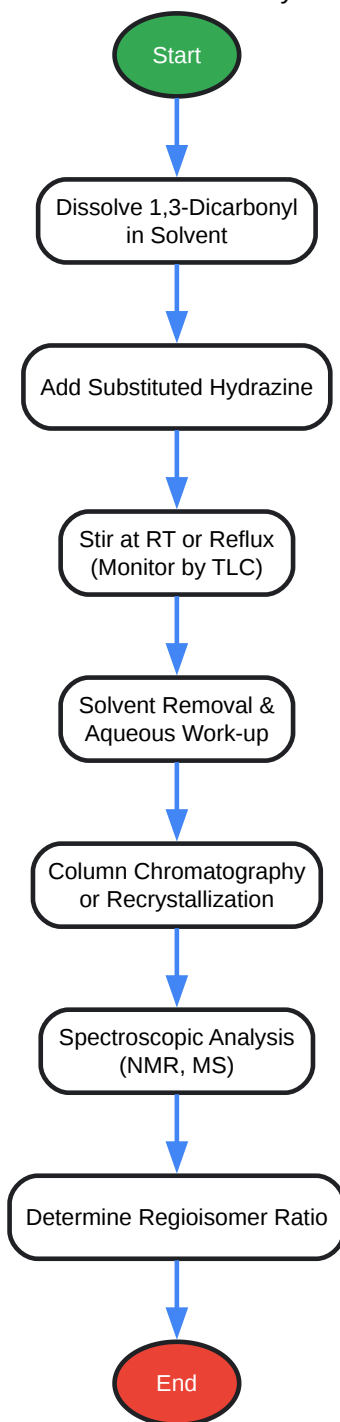 Start
Dissolve 1,3-Dicarbonyl
in Solvent
Add Substituted Hydrazine
Stir at RT or Reflux
(Monitor by TLC)
Solvent Removal &
Aqueous Work-up
Column Chromatography
or Recrystallization
Spectroscopic Analysis
(NMR, MS)
Determine Regioisomer Ratio
End